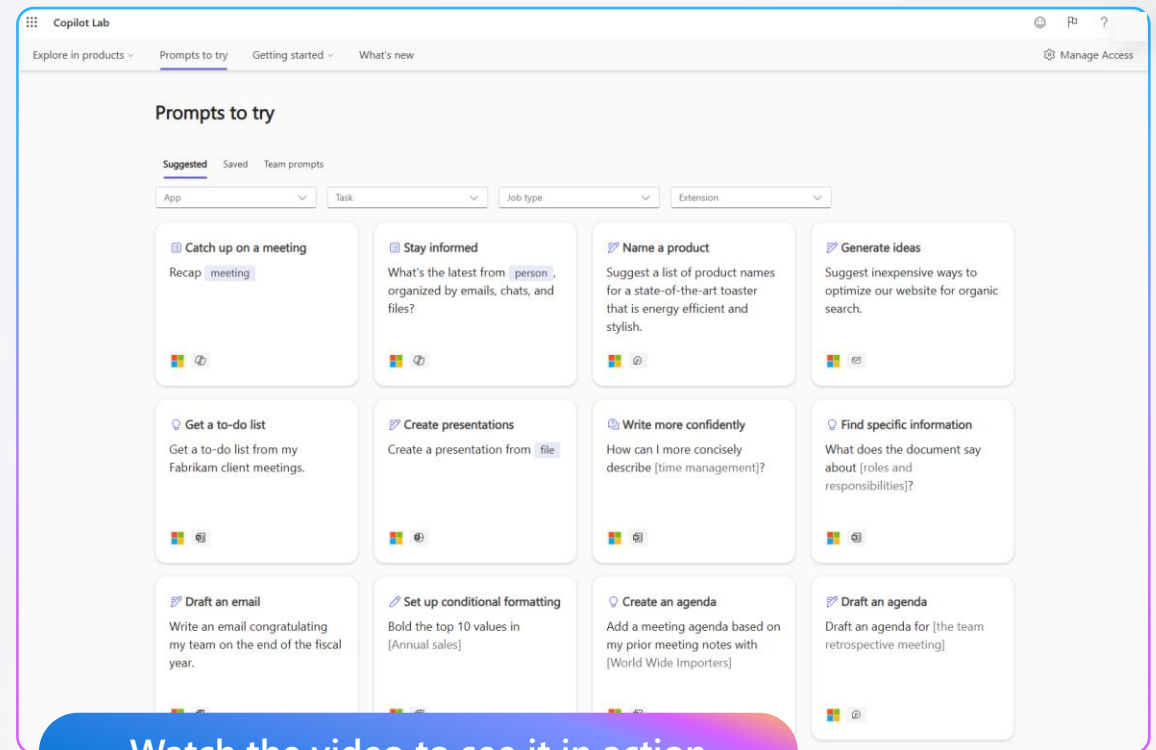 Copilot Lab
?
Explore in products
Prompts to try
Getting started
What's new
Manage Access
Prompts to try
Suggested
Saved
Team prompts
App
Task
Job type
Extension
Catch up on a meeting
Recap meeting
Stay informed
What's the latest from person ,
organized by emails, chats, and
files?
Name a product
Suggest a list of product names
for a state-of-the-art toaster
that is energy efficient and
stylish.
Generate ideas
Suggest inexpensive ways to
optimize our website for organic
search.
Get a to-do list
Get a to-do list from my
Fabrikam client meetings.
Create presentations
Create a presentation from file
Write more confidently
How can I more concisely
describe [time management]?
Find specific information
What does the document say
about [roles and
responsibilities]?
Draft an email
Write an email congratulating
my team on the end of the fiscal
year.
Set up conditional formatting
Bold the top 10 values in
[Annual sales]
Create an agenda
Add a meeting agenda based on
my prior meeting notes with
[World Wide Importers]
Draft an agenda
Draft an agenda for [the team
retrospective meeting]
Watch the video to see it in action